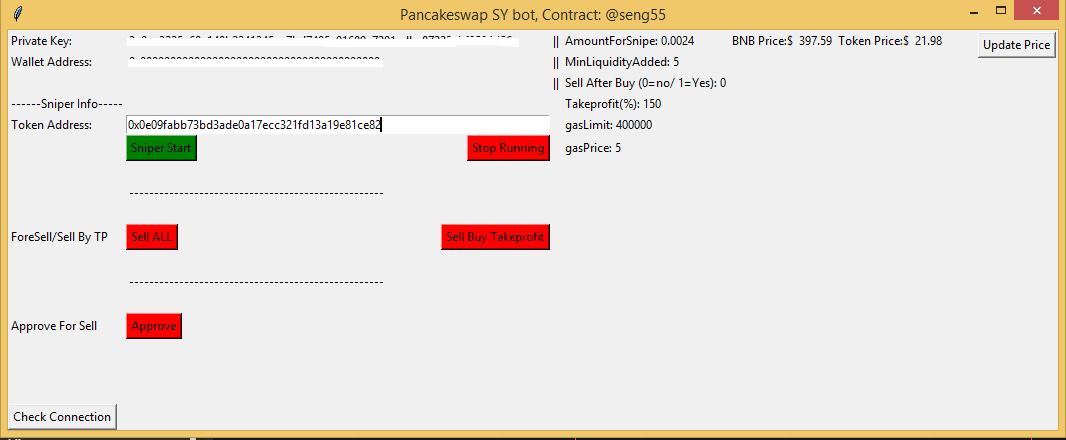 Pancakeswap SY bot, Contract: @seng55
Private Key: || AmountForSnipe: 0.0024 BNB Price:$ 397.59 Token Price:$ 21.98 Update Price
Wallet Address: || MinLiquidityAdded: 5
|| Sell After Buy (0=no/ 1=Yes): 0
------Sniper Info----- Takeprofit(%): 150
Token Address: 0x0e09fabb73bd3ade0a17ecc321fd13a19e81ce82 gasLimit: 400000
Sniper Start Stop Running gasPrice: 5
---------------------------------------------------
ForeSell/Sell By TP Sell ALL Sell Buy Takeprofit
---------------------------------------------------
Approve For Sell Approve
Check Connection